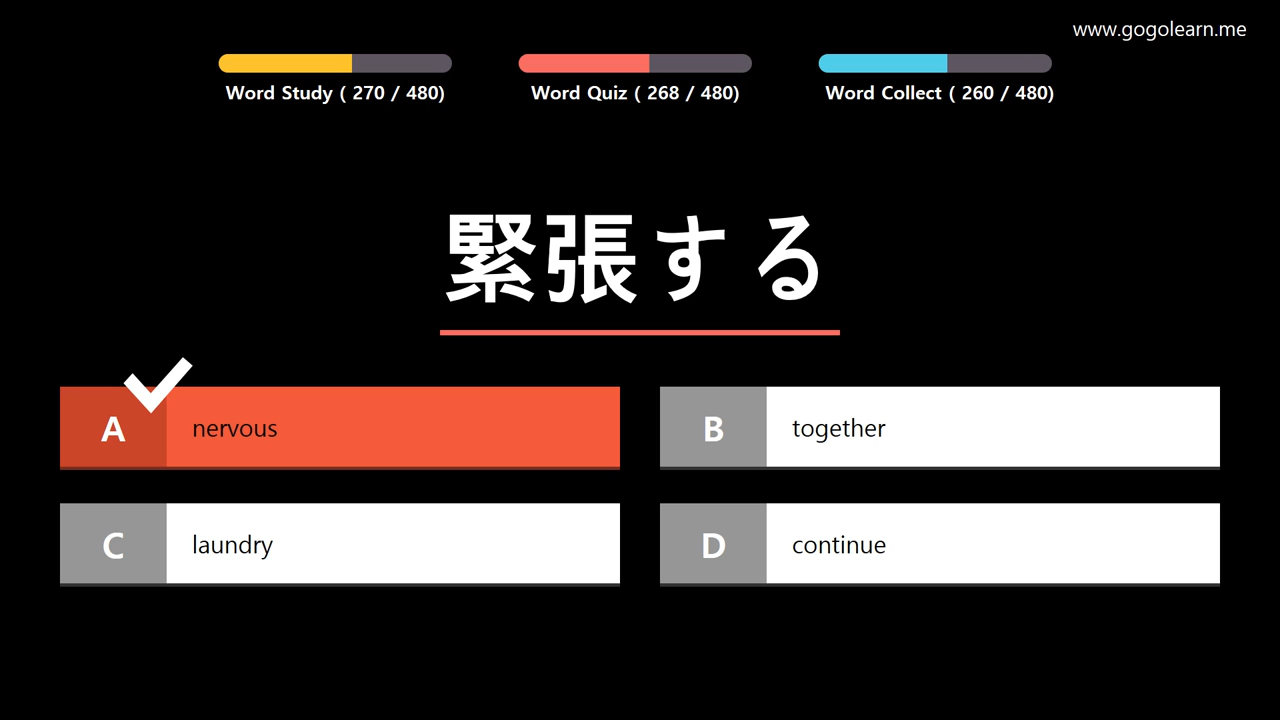 www.gogolearn.me
Word Study ( 270 / 480)
Word Quiz ( 268 / 480)
Word Collect ( 260 / 480)
緊張する
A nervous
B together
C laundry
D continue